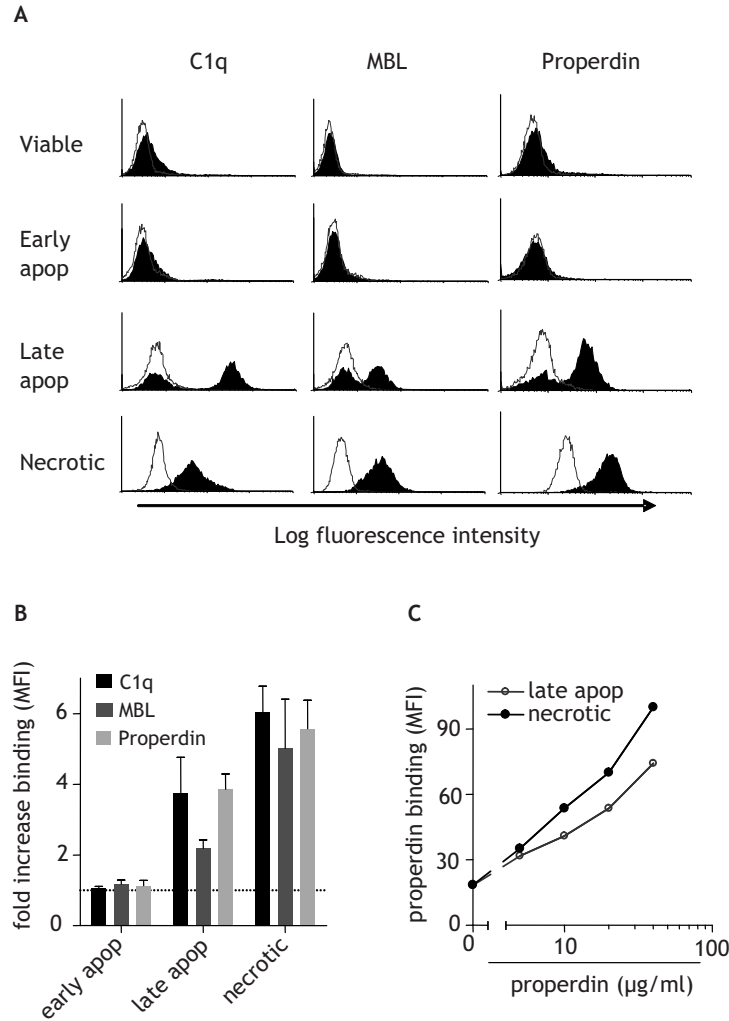 A
C1q MBL Properdin
Viable
Early
apop
Late
apop
Necrotic
Log fluorescence intensity
B
fold increase binding (MFI)
6
4
2
0
C1q
MBL
Properdin
early apop
late apop
necrotic
C
properdin binding (MFI)
90
60
30
0
late apop
necrotic
0 10 100
properdin (µg/ml)